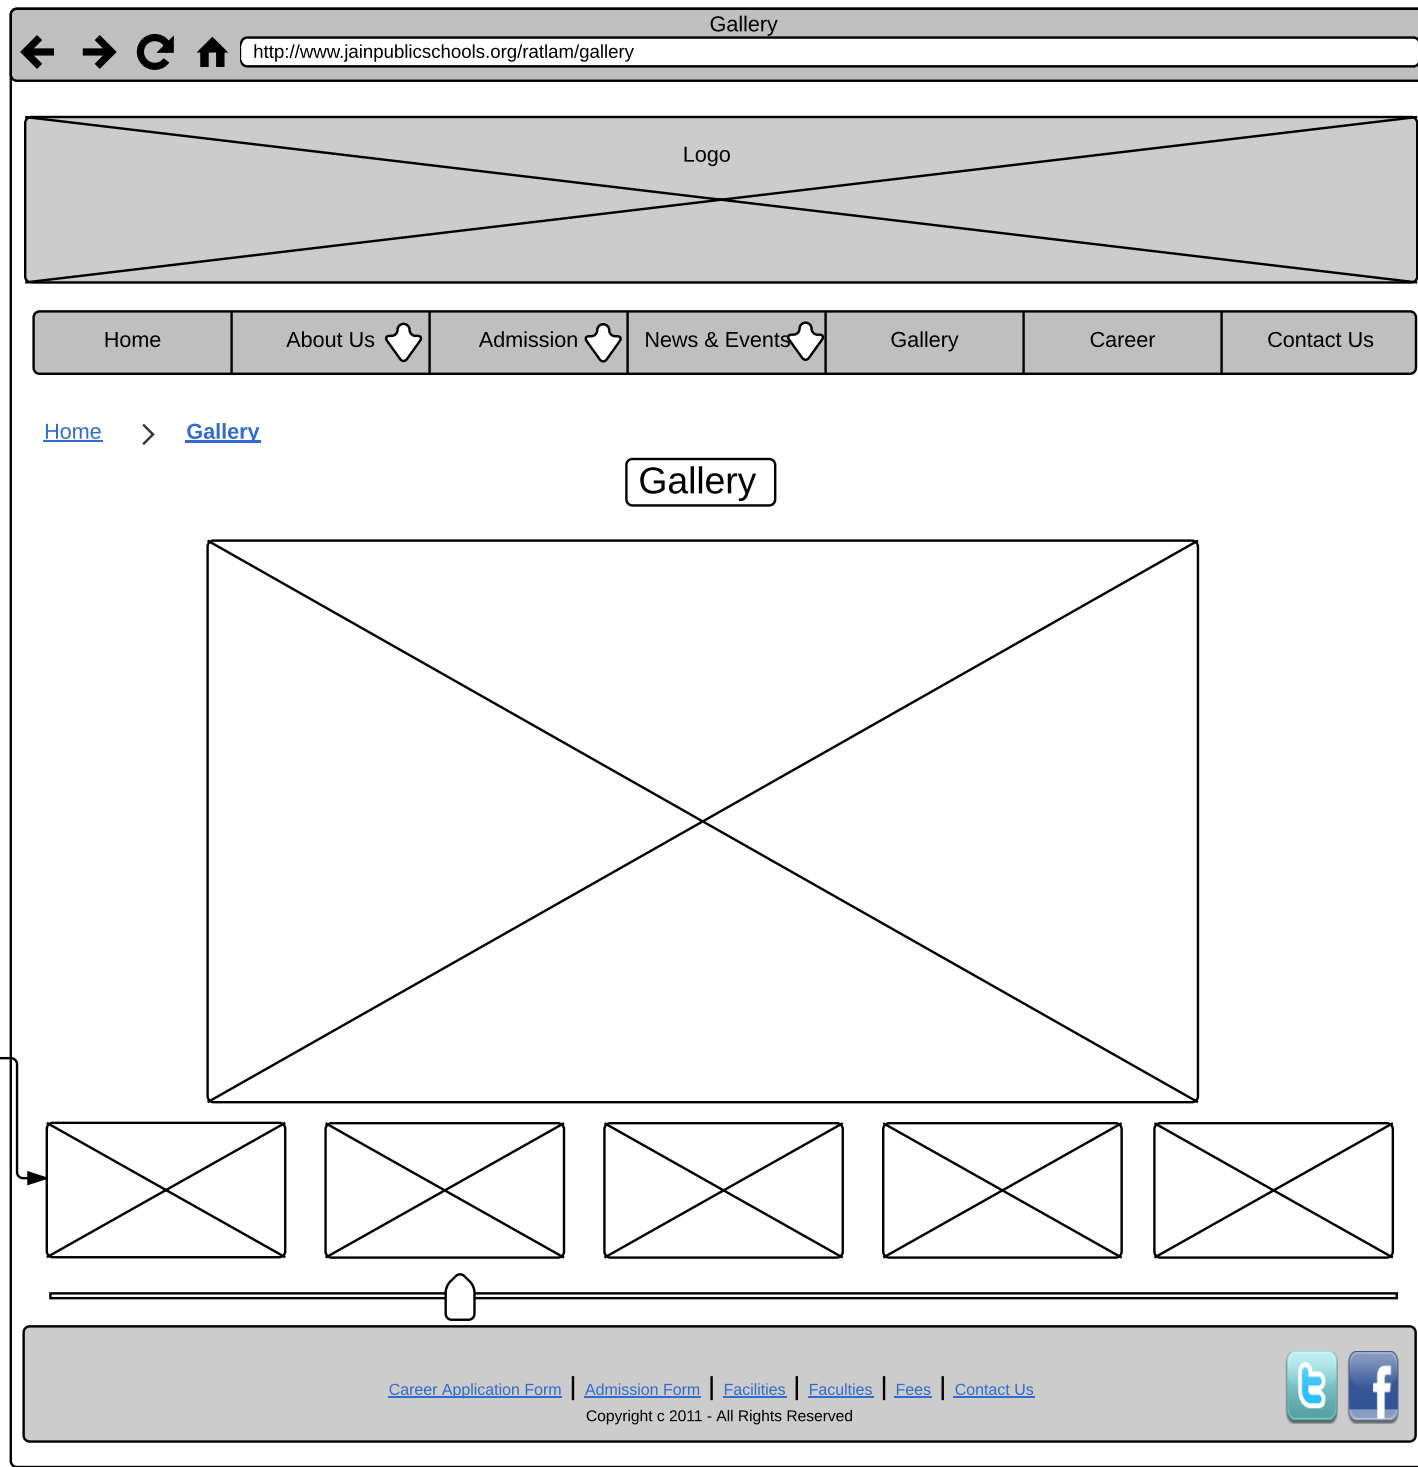 Gallery
http://www.jainpublicschools.org/ratlam/gallery
Logo
Home About Us Admission News & Events Gallery Career Contact Us
Home Gallery
Gallery
Career Application Form Admission Form Facilities Faculties Fees Contact Us
Copyright c 2011 - All Rights Reserved